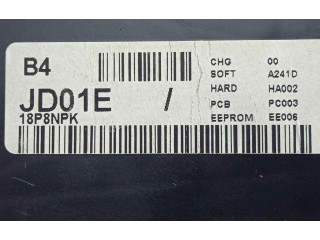 B4
JD01E /
18P8NPK
CHG 00
SOFT A241D
HARD HA002
PCB PC003
EEPROM EE006